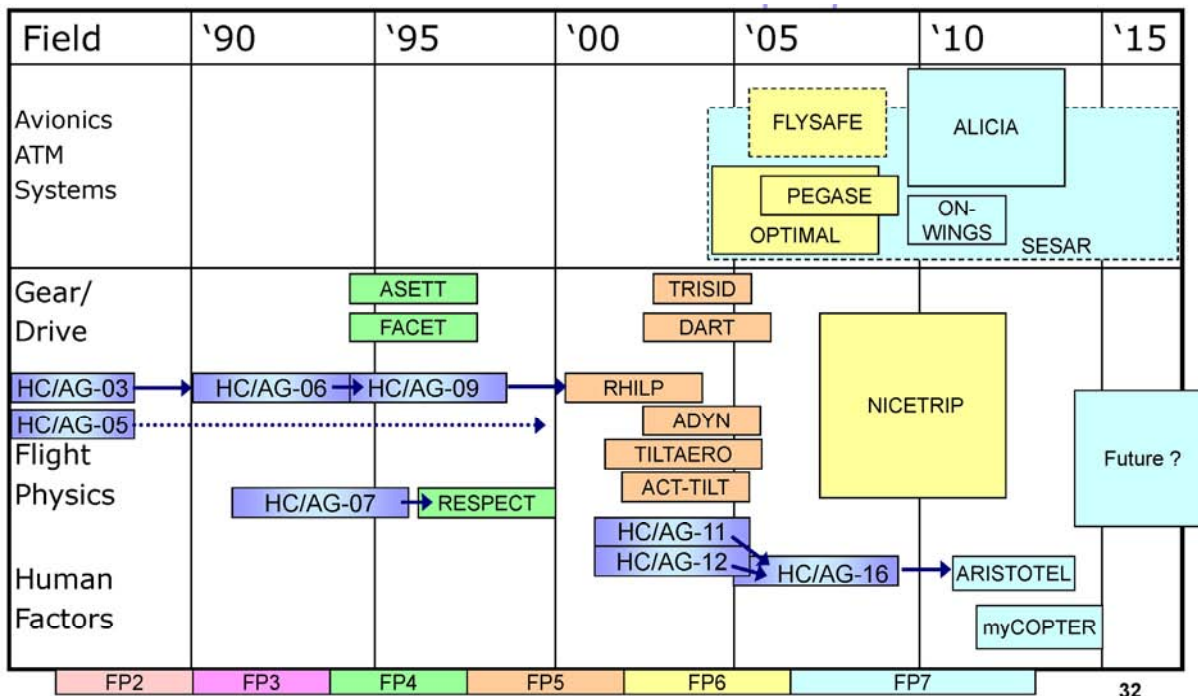 Field
‘90
‘95
‘00
‘05
‘10
‘15
Avionics
ATM
Systems
FLYSAFE
ALICIA
PEGASE
OPTIMAL
ON-
WINGS
SESAR
Gear/
Drive
ASETT
TRISID
FACET
DART
HC/AG-03
HC/AG-06
HC/AG-09
RHILP
NICETRIP
HC/AG-05
ADYN
Flight
Physics
TILTAERO
Future ?
HC/AG-07
RESPECT
ACT-TILT
HC/AG-11
HC/AG-12
Human
Factors
HC/AG-16
ARISTOTEL
myCOPTER
FP2
FP3
FP4
FP5
FP6
FP7
32